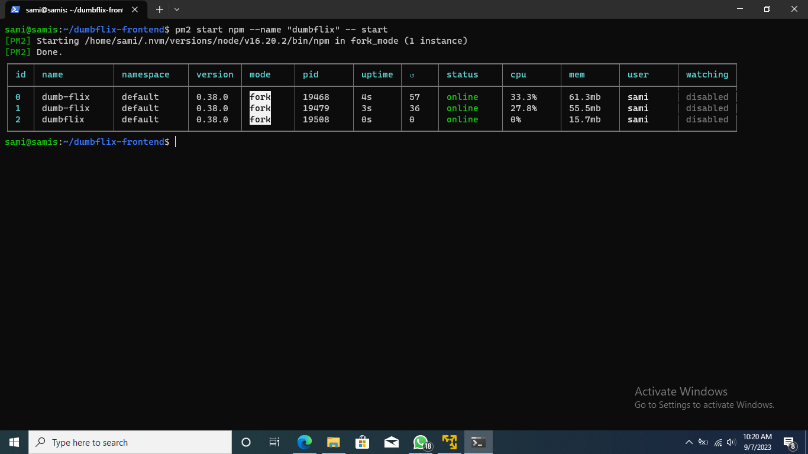 sami@samis: ~/dumbflix-fron
sami@samis:~/dumbflix-frontend$ pm2 start npm --name "dumbflix" -- start
[PM2] Starting /home/sami/.nvm/versions/node/v16.20.2/bin/npm in fork_mode (1 instance)
[PM2] Done.
id name namespace version mode pid uptime ↺ status cpu mem user watching
0 dumb-flix default 0.38.0 fork 19468 4s 57 online 33.3% 61.3mb sami disabled
1 dumb-flix default 0.38.0 fork 19479 3s 36 online 27.8% 55.5mb sami disabled
2 dumbflix default 0.38.0 fork 19508 0s 0 online 0% 15.7mb sami disabled
sami@samis:~/dumbflix-frontend$
Activate Windows
Go to Settings to activate Windows.
Type here to search
18
10:20 AM
9/7/2023